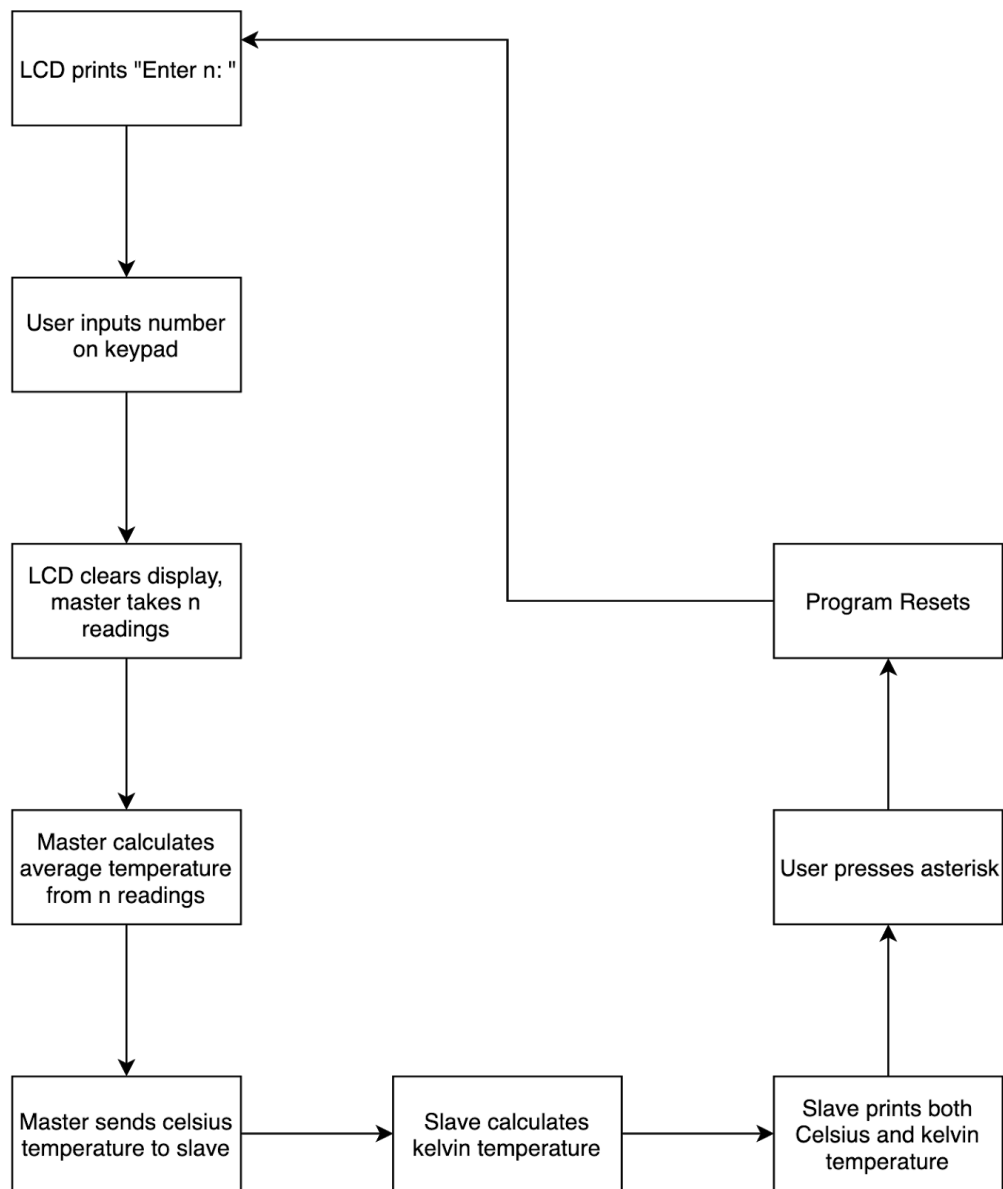 LCD prints "Enter n: "
User inputs number
on keypad
LCD clears display,
master takes n
readings
Master calculates
average temperature
from n readings
Master sends celsius
temperature to slave
Slave calculates
kelvin temperature
Slave prints both
Celsius and kelvin
temperature
User presses asterisk
Program Resets